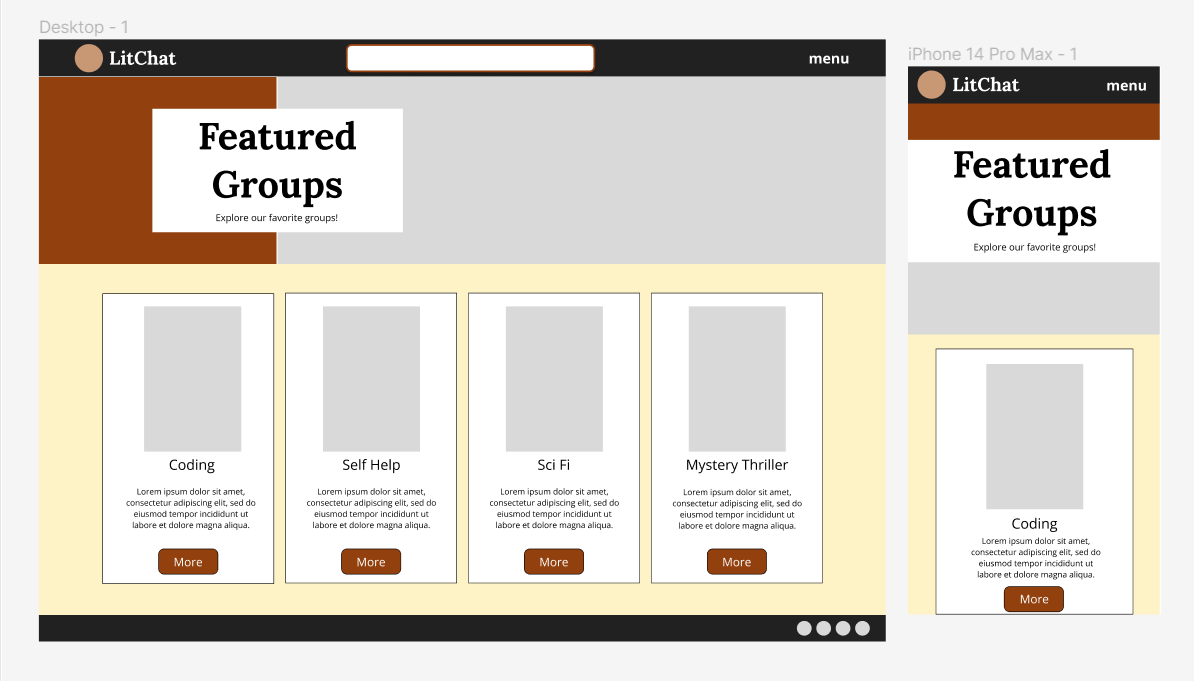 Desktop - 1
LitChat
menu
Featured
Groups
Explore our favorite groups!
Coding
Lorem ipsum dolor sit amet,
consectetur adipiscing elit, sed do
eiusmod tempor incididunt ut
labore et dolore magna aliqua.
More
Self Help
Lorem ipsum dolor sit amet,
consectetur adipiscing elit, sed do
eiusmod tempor incididunt ut
labore et dolore magna aliqua.
More
Sci Fi
Lorem ipsum dolor sit amet,
consectetur adipiscing elit, sed do
eiusmod tempor incididunt ut
labore et dolore magna aliqua.
More
Mystery Thriller
Lorem ipsum dolor sit amet,
consectetur adipiscing elit, sed do
eiusmod tempor incididunt ut
labore et dolore magna aliqua.
More
iPhone 14 Pro Max - 1
LitChat
menu
Featured
Groups
Explore our favorite groups!
Coding
Lorem ipsum dolor sit amet,
consectetur adipiscing elit, sed do
eiusmod tempor incididunt ut
labore et dolore magna aliqua.
More